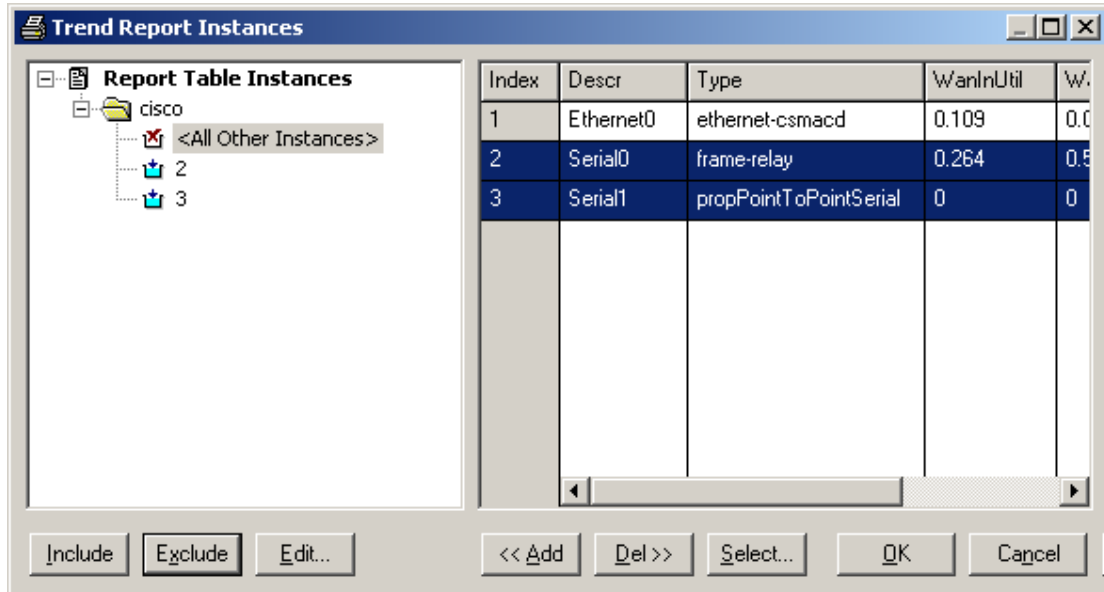 Trend Report Instances
Report Table Instances
cisco
<All Other Instances>
2
3
Index Descr Type WanInUtil
1 Ethernet0 ethernet-csmacd 0.109
2 Serial0 frame-relay 0.264
3 Serial1 propPointToPointSerial 0 0
Include Exclude Edit... << Add Del >> Select... OK Cancel